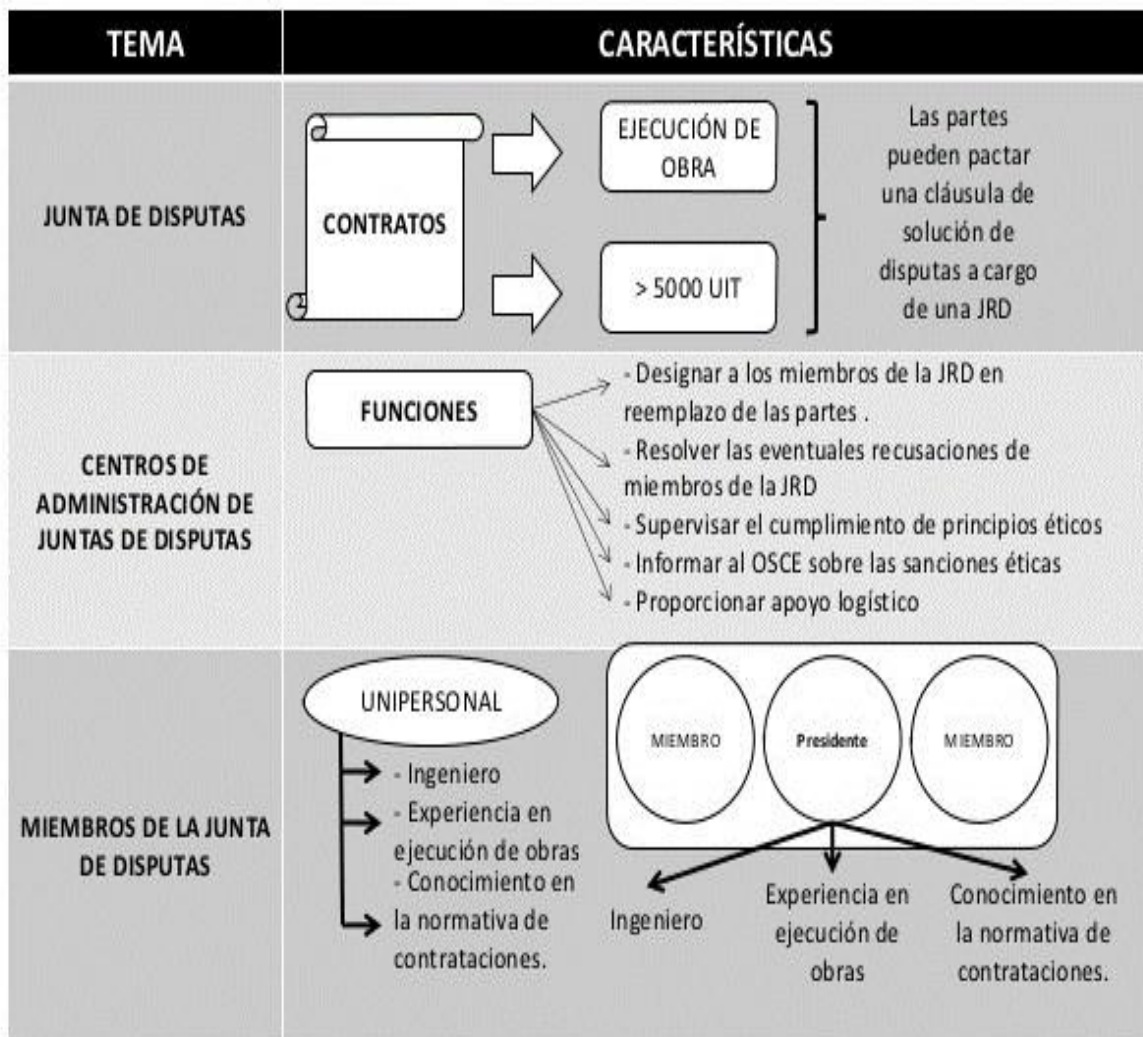 TEMA
CARACTERÍSTICAS
JUNTA DE DISPUTAS
CONTRATOS
EJECUCIÓN DE
OBRA
> 5000 UIT
Las partes
pueden pactar
una cláusula de
solución de
disputas a cargo
de una JRD
CENTROS DE
ADMINISTRACIÓN DE
JUNTAS DE DISPUTAS
FUNCIONES
- Designar a los miembros de la JRD en
reemplazo de las partes .
- Resolver las eventuales recusaciones de
miembros de la JRD
- Supervisar el cumplimiento de principios éticos
- Informar al OSCE sobre las sanciones éticas
- Proporcionar apoyo logístico
MIEMBROS DE LA JUNTA
DE DISPUTAS
UNIPERSONAL
- Ingeniero
- Experiencia en
ejecución de obras
- Conocimiento en
la normativa de
contrataciones.
MIEMBRO
Presidente
MIEMBRO
Ingeniero
Experiencia en
ejecución de
obras
Conocimiento en
la normativa de
contrataciones.